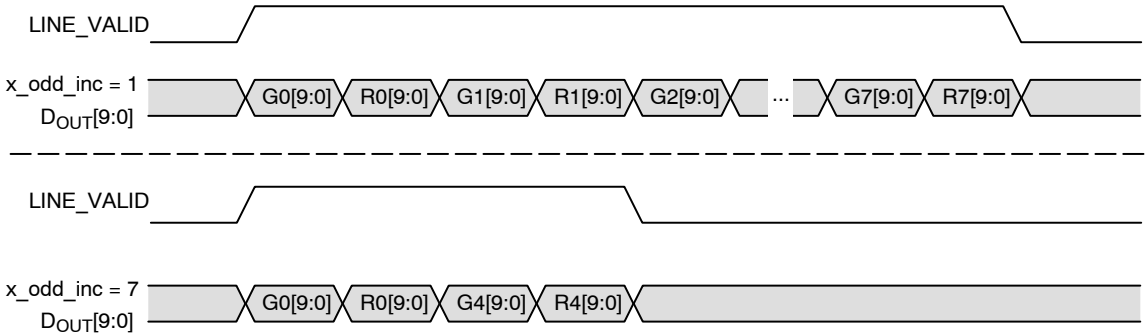 LINE_VALID
x_odd_inc = 1
D_OUT[9:0]
G0[9:0] R0[9:0] G1[9:0] R1[9:0] G2[9:0] ... G7[9:0] R7[9:0]
LINE_VALID
x_odd_inc = 7
D_OUT[9:0]
G0[9:0] R0[9:0] G4[9:0] R4[9:0]